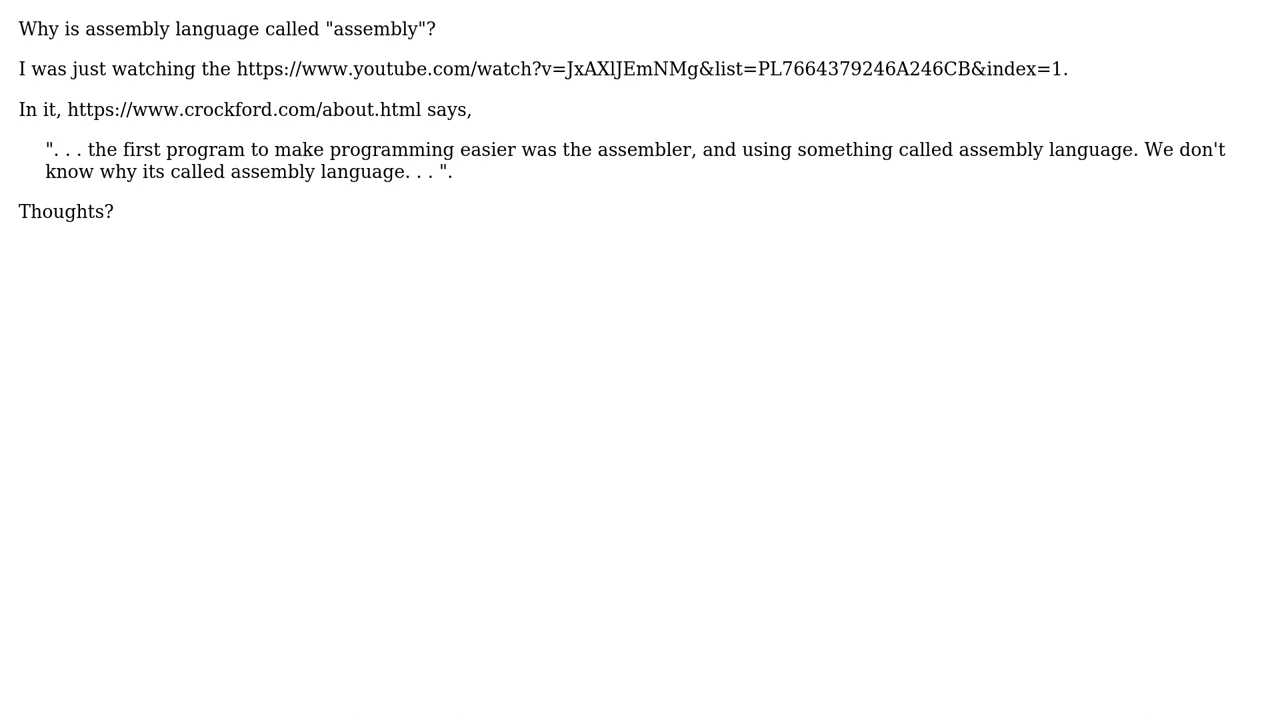 Why is assembly language called "assembly"?
I was just watching the https://www.youtube.com/watch?v=JxAXlJEmNMg&list=PL7664379246A246CB&index=1.
In it, https://www.crockford.com/about.html says,
". . . the first program to make programming easier was the assembler, and using something called assembly language. We don't
know why its called assembly language. . . ".
Thoughts?